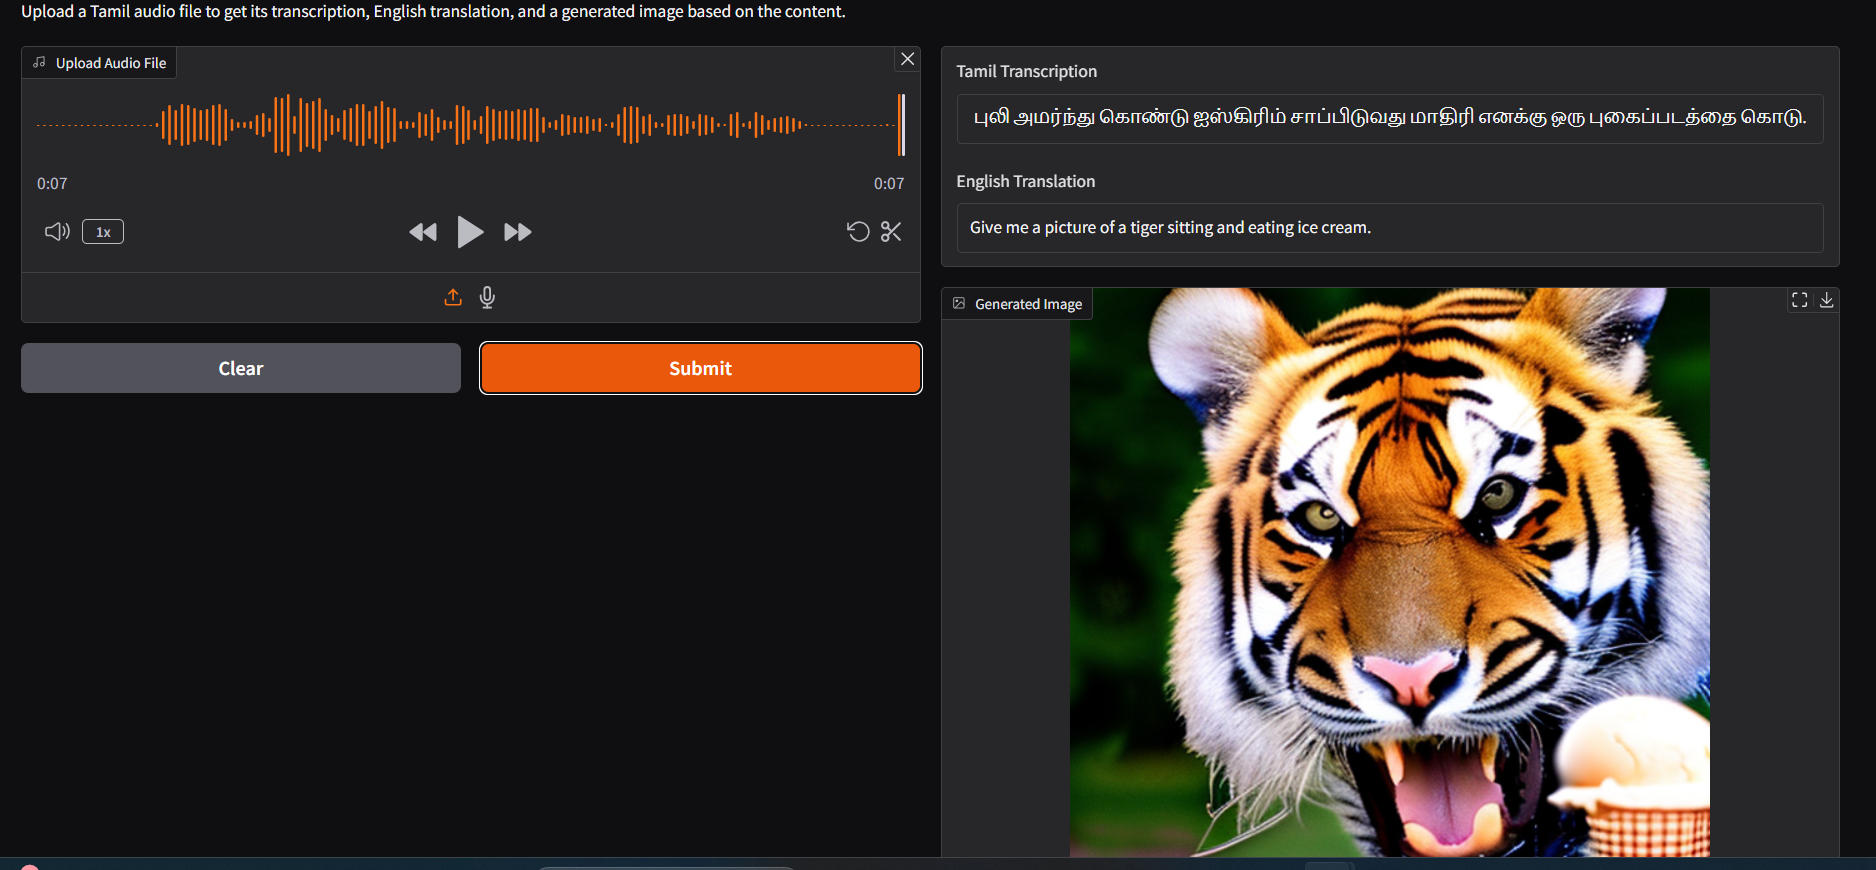 Upload a Tamil audio file to get its transcription, English translation, and a generated image based on the content.
Upload Audio File
0:07
0:07
1x
Clear
Submit
Tamil Transcription
புலி அமர்ந்து கொண்டு ஐஸ்கிரிம் சாப்பிடுவது மாதிரி எனக்கு ஒரு புகைப்படத்தை கொடு.
English Translation
Give me a picture of a tiger sitting and eating ice cream.
Generated Image